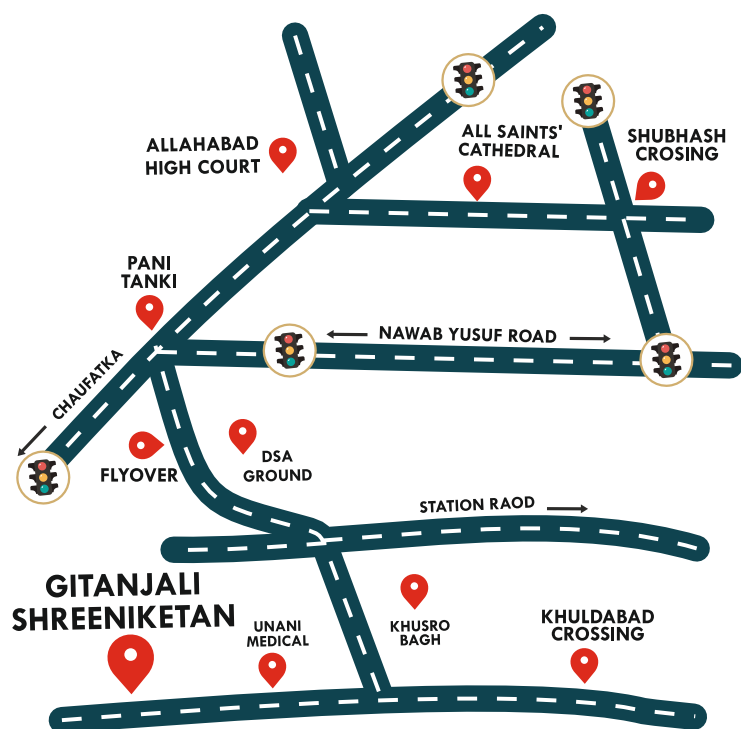 ALLAHABAD
HIGH COURT
ALL SAINTS'
CATHEDRAL
SHUBHASH
CROSING
PANI
TANKI
NAWAB YUSUF ROAD
CHAUFATKA
FLYOVER
DSA
GROUND
STATION RAOD
GITANJALI
SHREENIKETAN
UNANI
MEDICAL
KHUSRO
BAGH
KHULDABAD
CROSSING